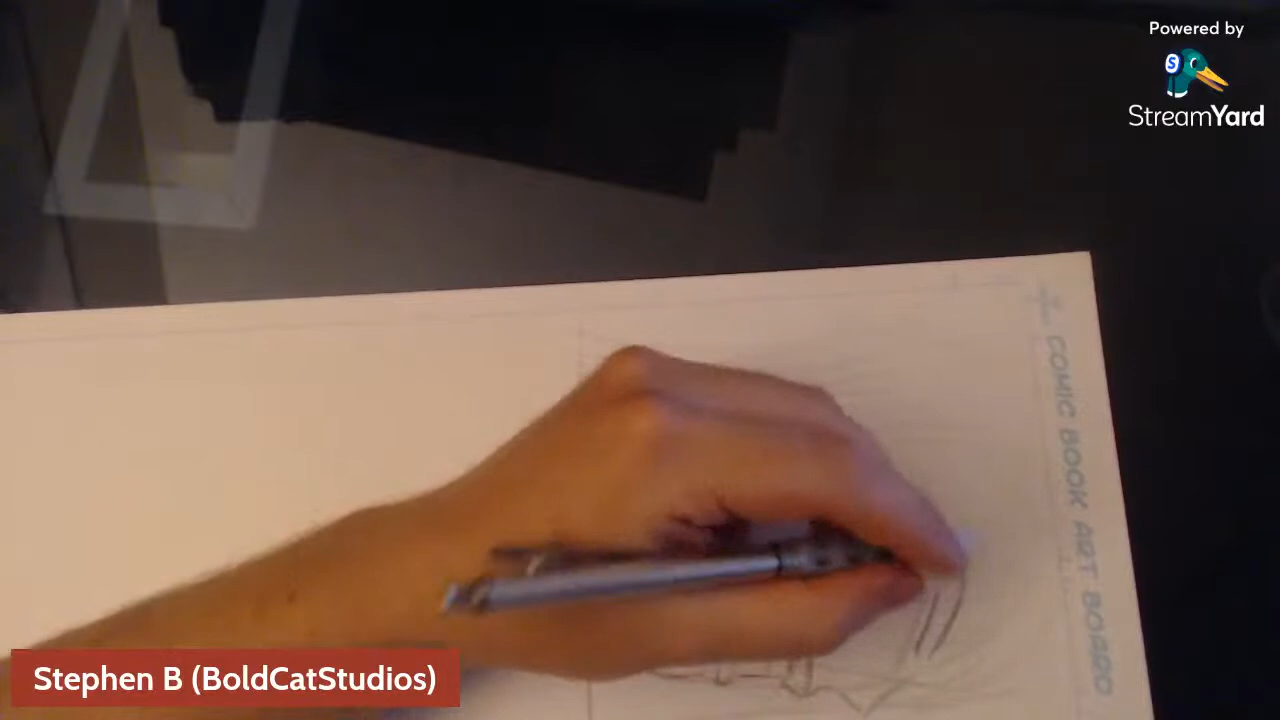 Powered by
S
StreamYard
COMIC BOOK ART BOARD
Stephen B (BoldCatStudios)